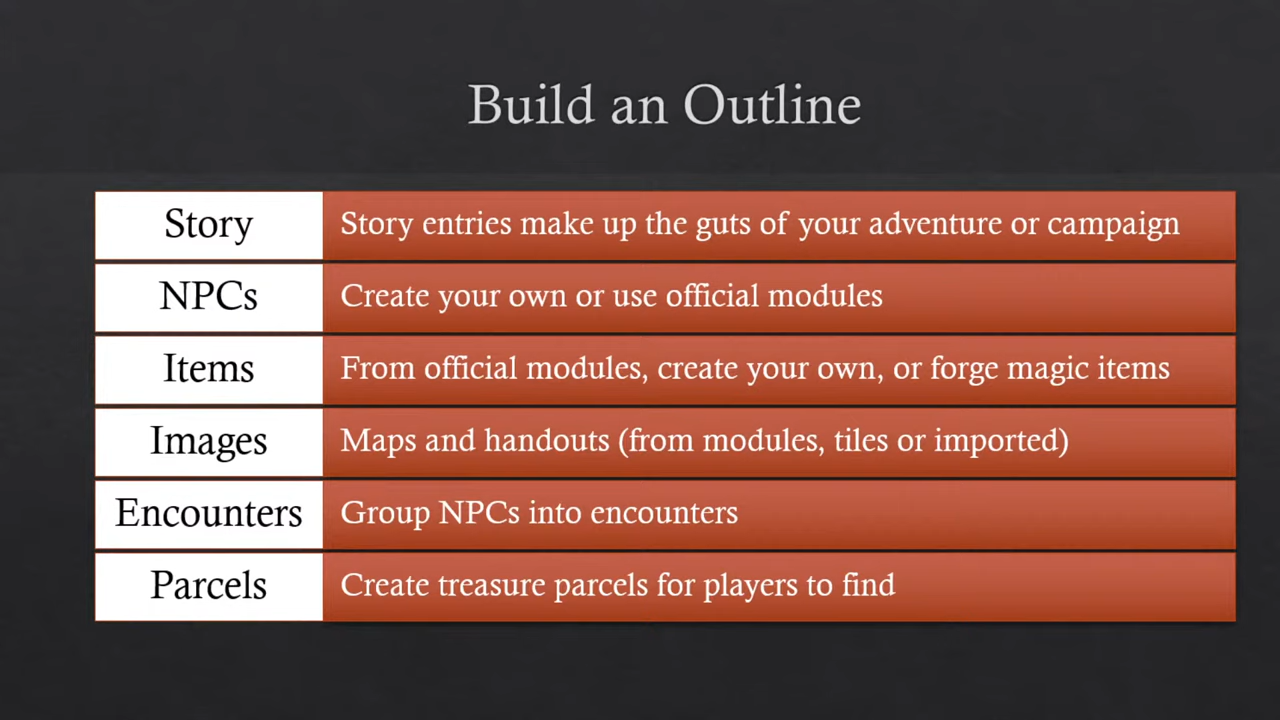 Build an Outline
Story
Story entries make up the guts of your adventure or campaign
NPCs
Create your own or use official modules
Items
From official modules, create your own, or forge magic items
Images
Maps and handouts (from modules, tiles or imported)
Encounters
Group NPCs into encounters
Parcels
Create treasure parcels for players to find